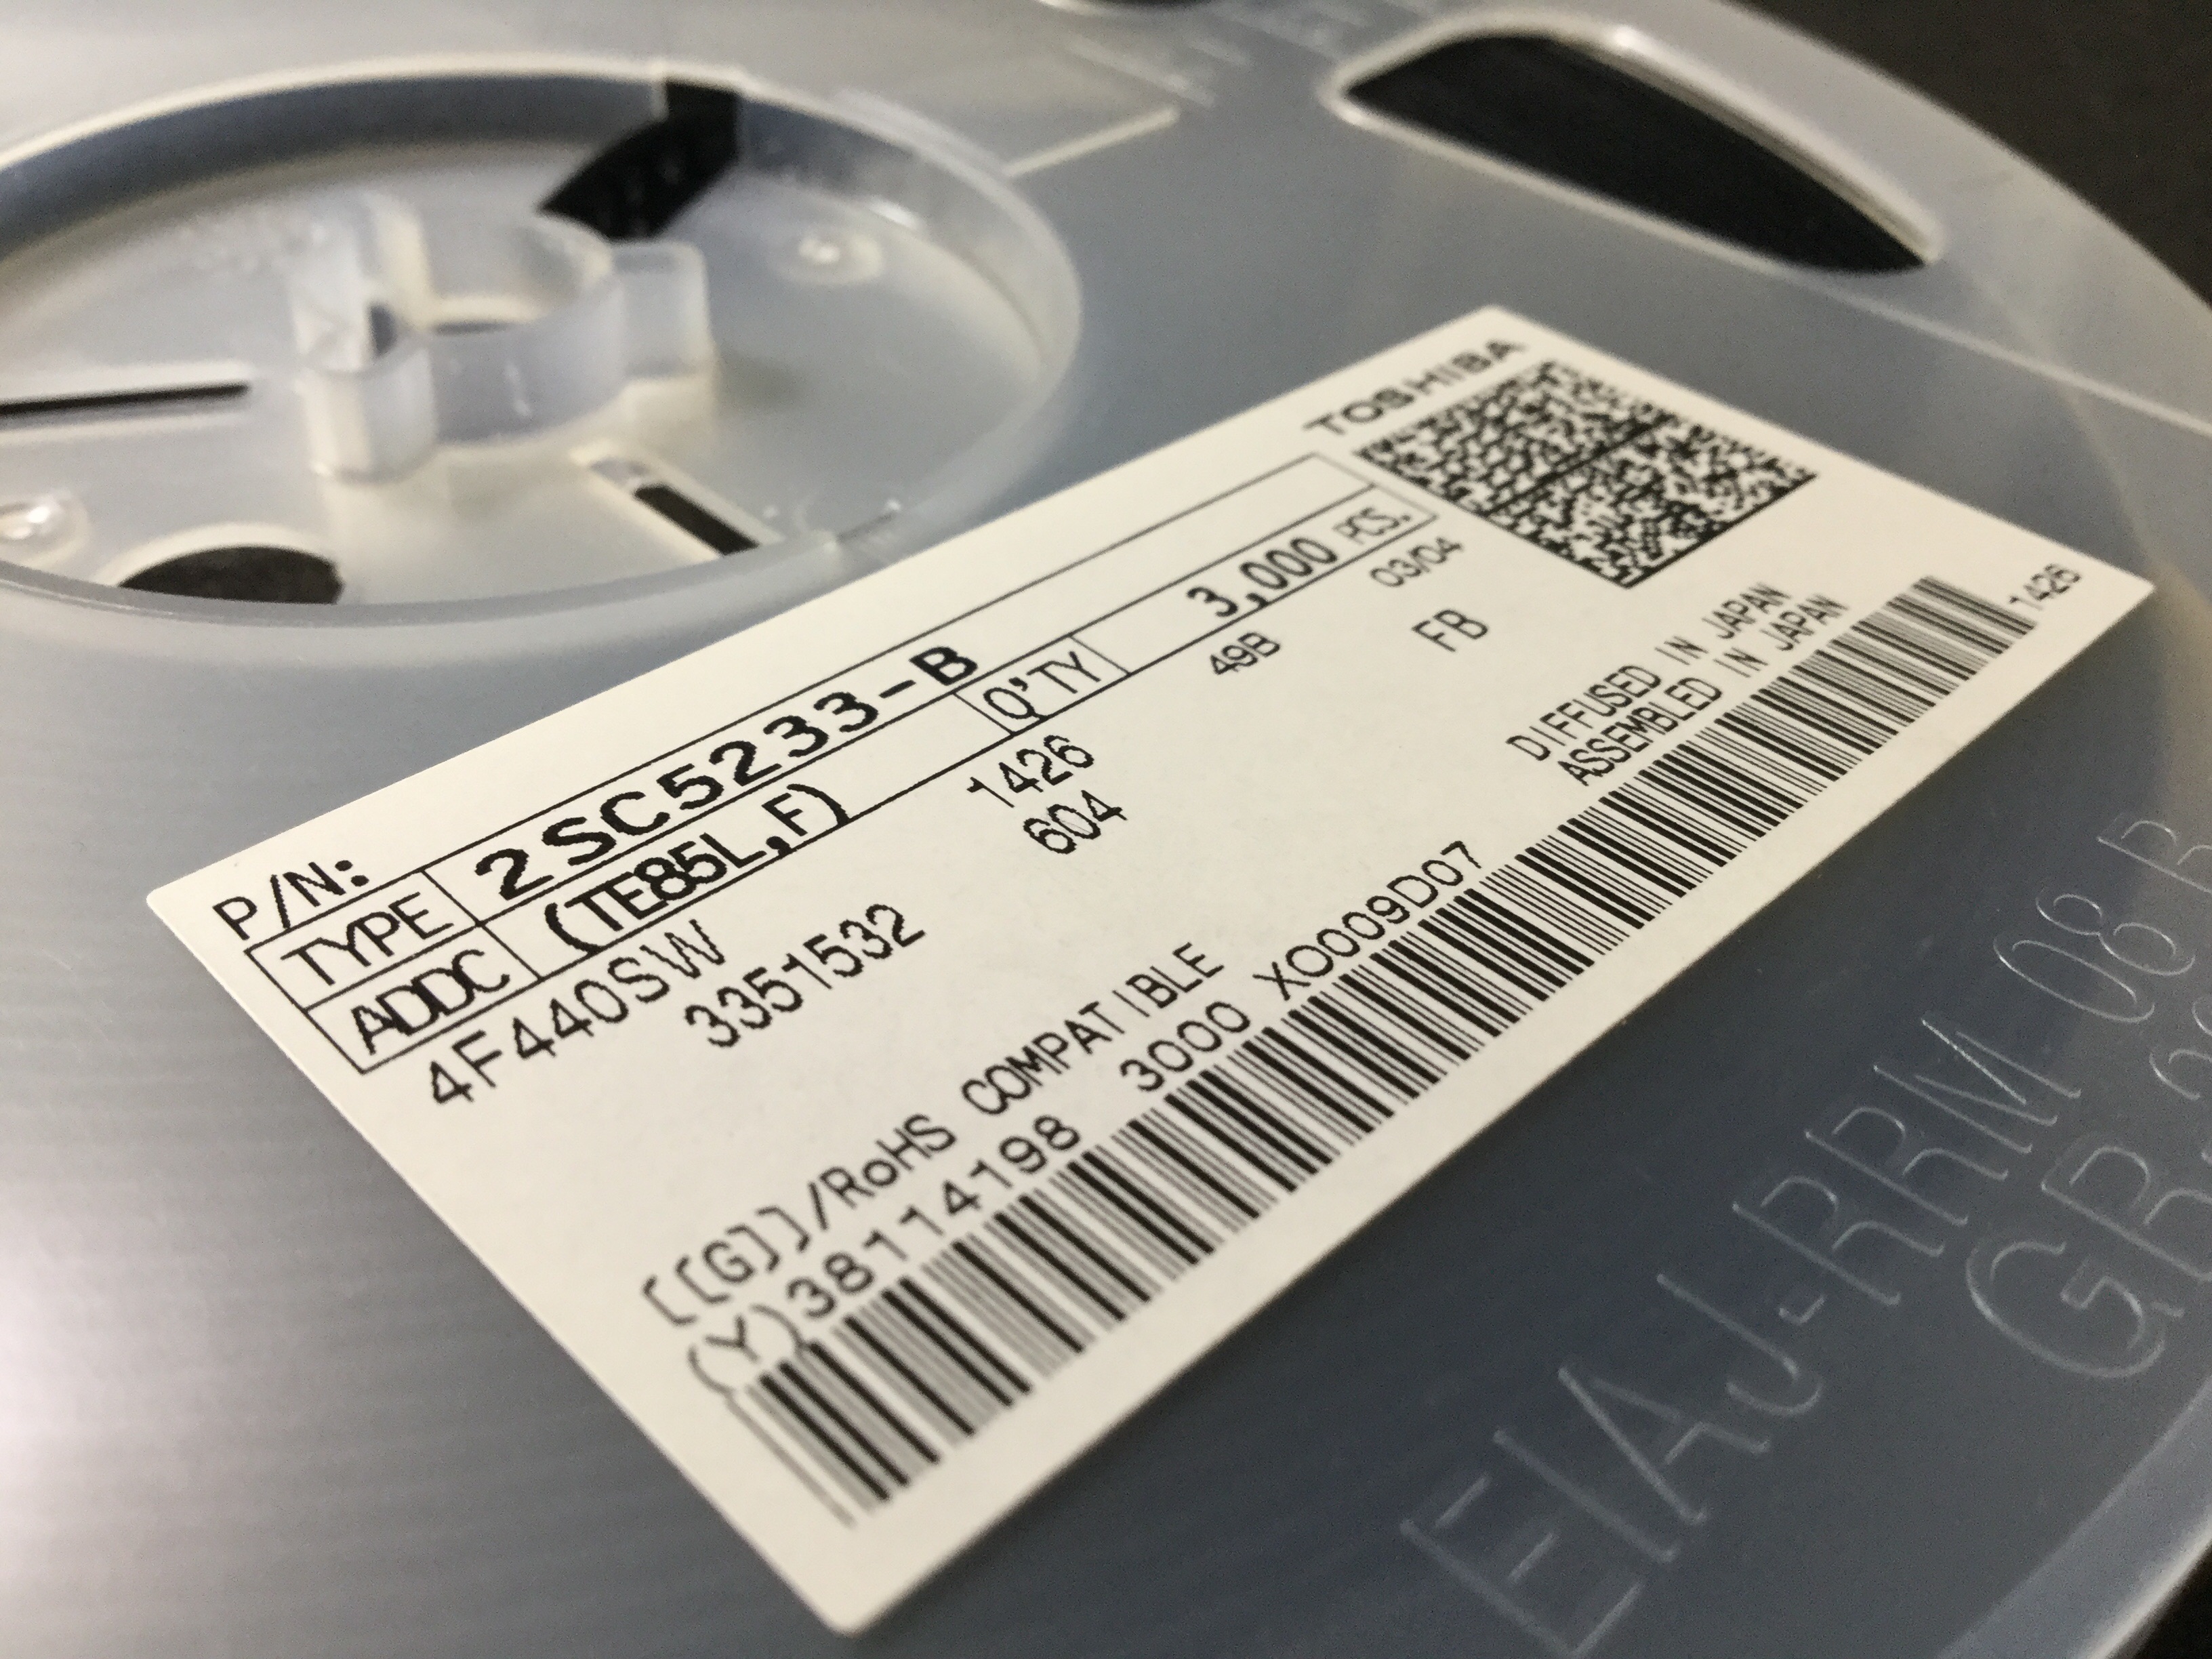 TOSHIBA
P/N:
TYPE 2SC5233-B
ADDC (TE85L,F) Q'TY 3,000 PCS.
4F440SW 1426 49B 03/04
3351532 604 FB
DIFFUSED IN JAPAN
[[G]]/RoHS COMPATIBLE ASSEMBLED IN JAPAN
(Y)38114198 3000 XO009D07 1426
EIAJ-RRM 08 B